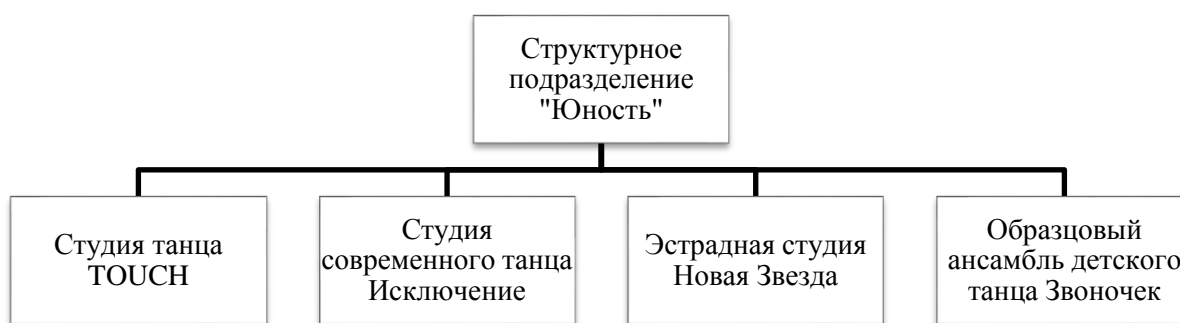 Структурное
подразделение
"Юность"
Студия танца
TOUCH
Студия
современного танца
Исключение
Эстрадная студия
Новая Звезда
Образцовый
ансамбль детского
танца Звоночек